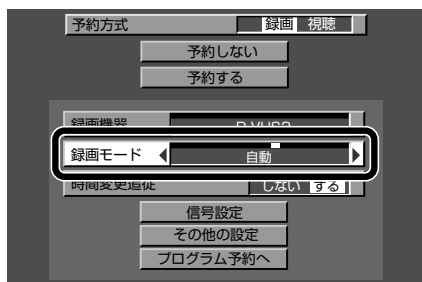 予約方式 録画 視聴
予約しない
予約する
録画機器 D-VHS2
録画モード 自動
時間変更追従 しない する
信号設定
その他の設定
プログラム予約へ